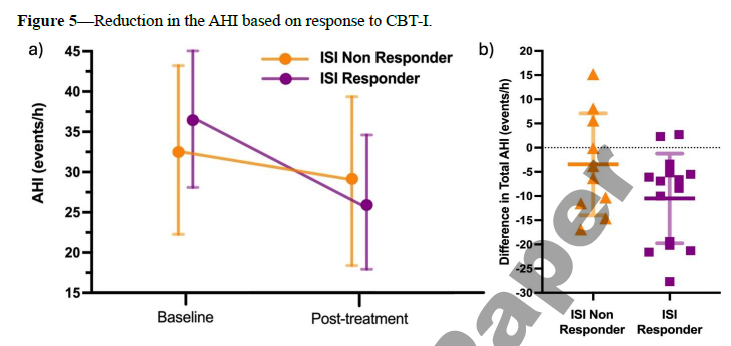 Figure 5—Reduction in the AHI based on response to CBT-I.
a)
45
40
35
30
25
20
15
AHI (events/h)
ISI Non Responder
ISI Responder
Baseline
Post-treatment
b)
20
15
10
5
0
-5
-10
-15
-20
-25
-30
Difference in Total AHI (events/h)
ISI Non
Responder
ISI
Responder
Paper